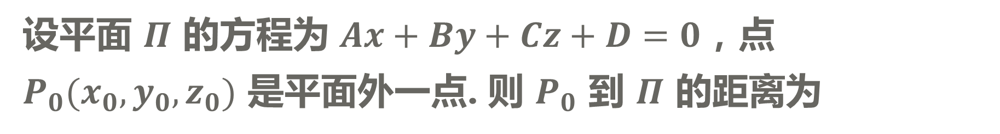 设平面 Π 的方程为 Ax + By + Cz + D = 0，点
P₀(x₀, y₀, z₀) 是平面外一点. 则 P₀ 到 Π 的距离为